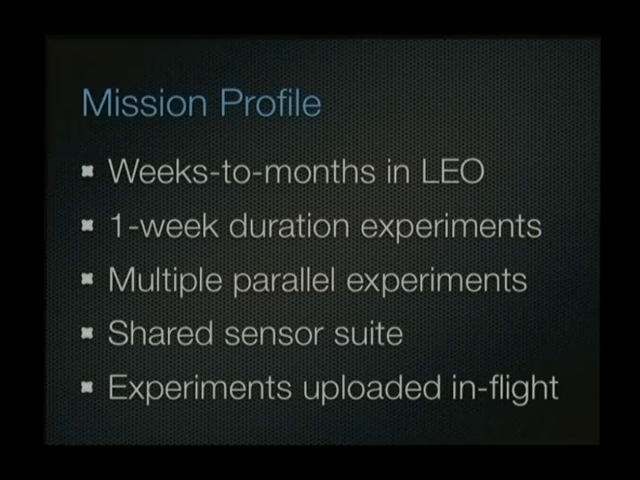 Mission Profile
Weeks-to-months in LEO
1-week duration experiments
Multiple parallel experiments
Shared sensor suite
Experiments uploaded in-flight